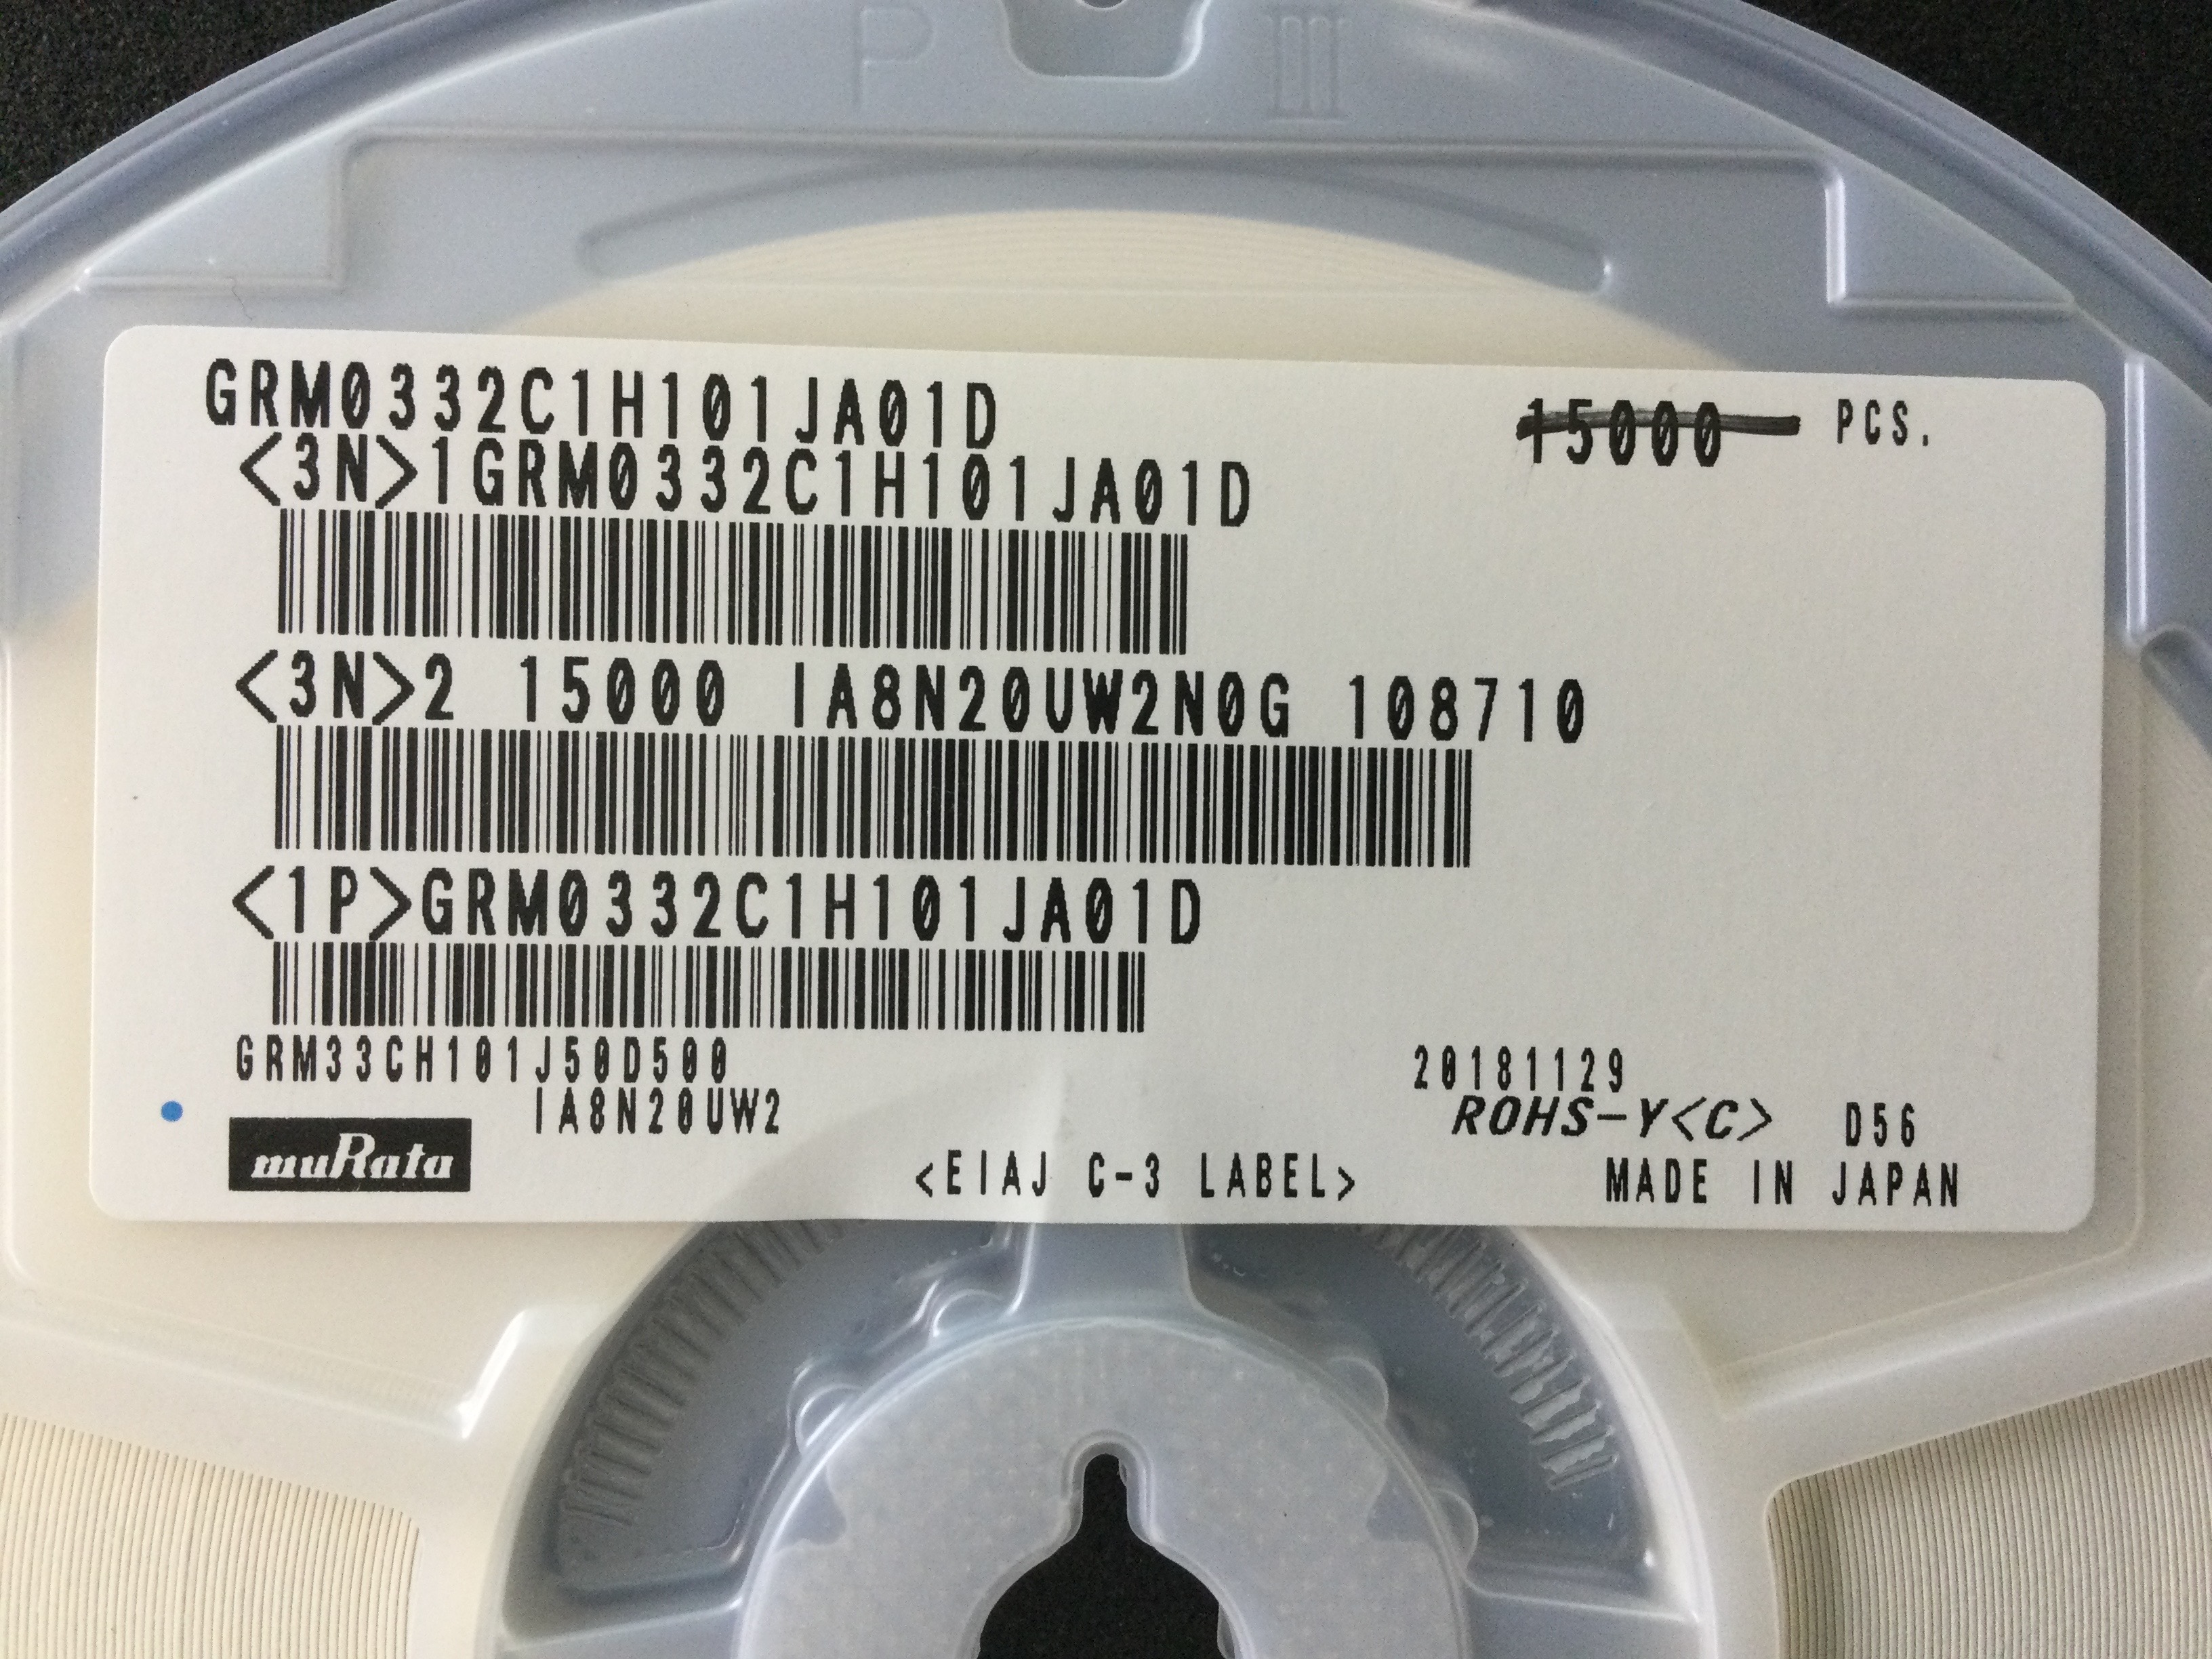 P III
GRM0332C1H101JA01D 15000 PCS.
<3N>1GRM0332C1H101JA01D
<3N>2 15000 IA8N20UW2N0G 108710
<1P>GRM0332C1H101JA01D
GRM33CH101J50D500 20181129
IA8N20UW2 ROHS-Y<C> D56
muRata <EIAJ C-3 LABEL> MADE IN JAPAN